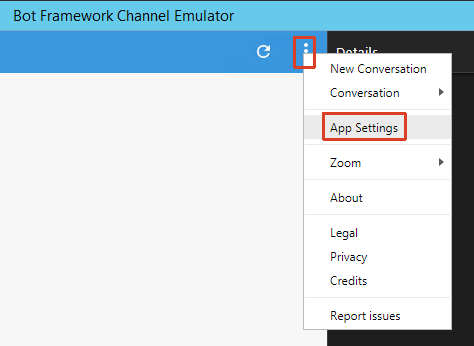 Bot Framework Channel Emulator
Details
New Conversation
Conversation
App Settings
Zoom
About
Legal
Privacy
Credits
Report issues